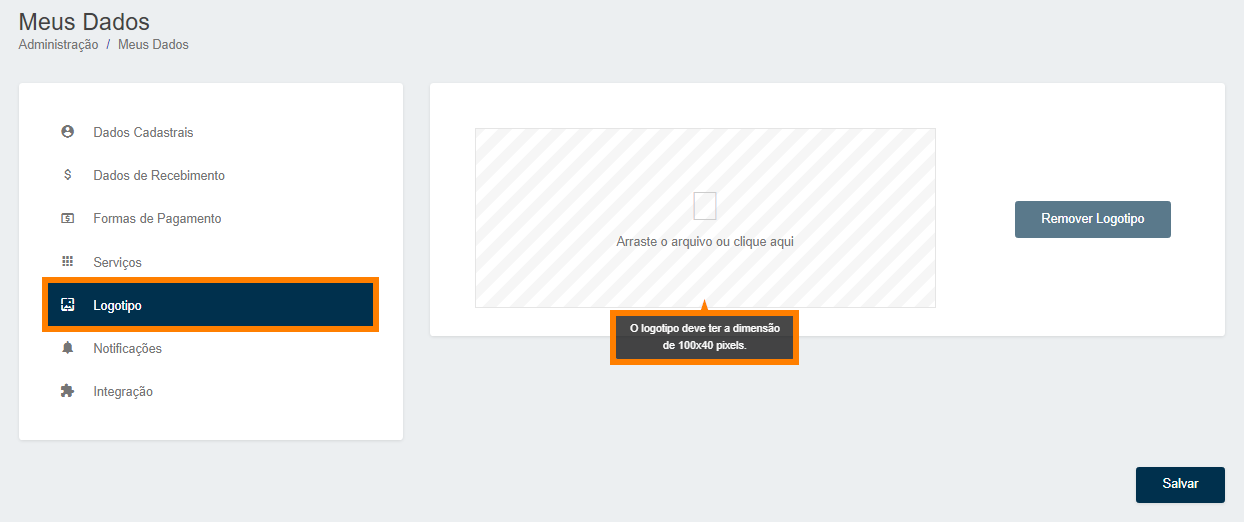 Meus Dados
Administração / Meus Dados
Dados Cadastrais
Dados de Recebimento
Formas de Pagamento
Serviços
Logotipo
Notificações
Integração
Arraste o arquivo ou clique aqui
O logotipo deve ter a dimensão
de 100x40 pixels.
Remover Logotipo
Salvar